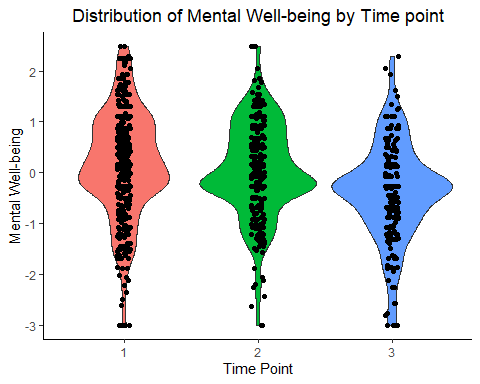 Distribution of Mental Well-being by Time point
Mental Well-being
2
1
0
-1
-2
-3
1 2 3
Time Point